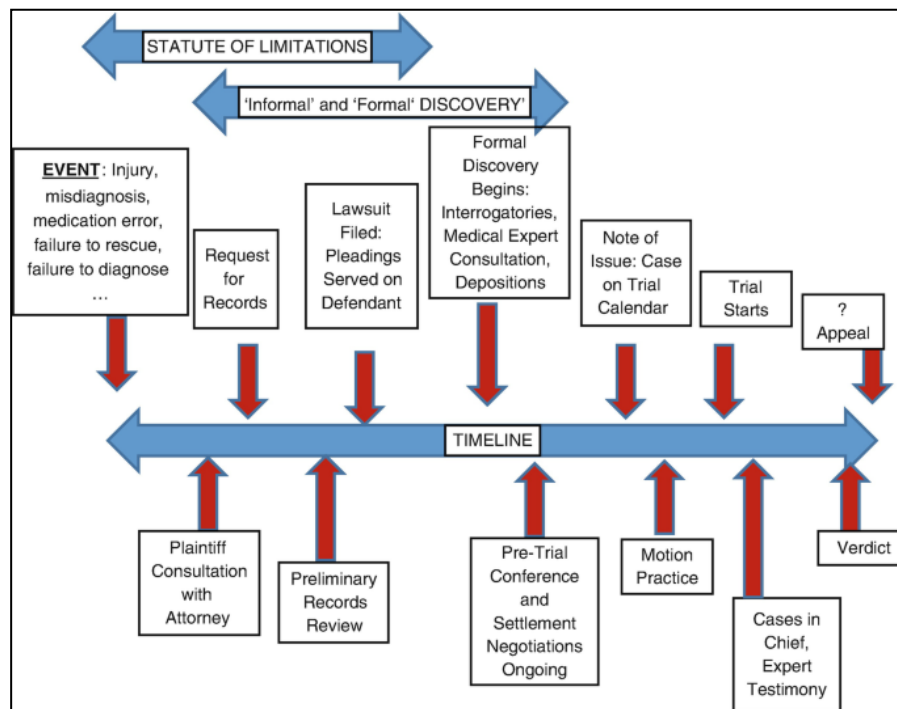 STATUTE OF LIMITATIONS
'Informal' and 'Formal' DISCOVERY'
EVENT: Injury,
misdiagnosis,
medication error,
failure to rescue,
failure to diagnose
...
Request
for
Records
Lawsuit
Filed:
Pleadings
Served on
Defendant
Formal
Discovery
Begins:
Interrogatories,
Medical Expert
Consultation,
Depositions
Note of
Issue: Case
on Trial
Calendar
Trial
Starts
?
Appeal
TIMELINE
Plaintiff
Consultation
with
Attorney
Preliminary
Records
Review
Pre-Trial
Conference
and
Settlement
Negotiations
Ongoing
Motion
Practice
Cases in
Chief,
Expert
Testimony
Verdict